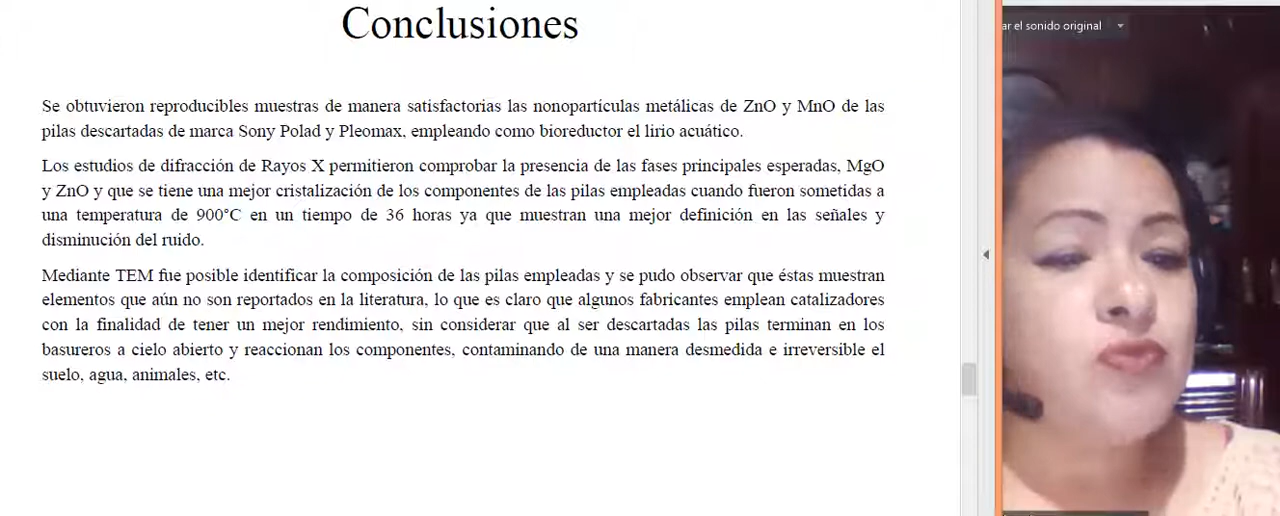 Conclusiones
ar el sonido original
Se obtuvieron reproducibles muestras de manera satisfactorias las nonopartículas metálicas de ZnO y MnO de las
pilas descartadas de marca Sony Polad y Pleomax, empleando como bioreductor el lirio acuático.
Los estudios de difracción de Rayos X permitieron comprobar la presencia de las fases principales esperadas, MgO
y ZnO y que se tiene una mejor cristalización de los componentes de las pilas empleadas cuando fueron sometidas a
una temperatura de 900°C en un tiempo de 36 horas ya que muestran una mejor definición en las señales y
disminución del ruido.
Mediante TEM fue posible identificar la composición de las pilas empleadas y se pudo observar que éstas muestran
elementos que aún no son reportados en la literatura, lo que es claro que algunos fabricantes emplean catalizadores
con la finalidad de tener un mejor rendimiento, sin considerar que al ser descartadas las pilas terminan en los
basureros a cielo abierto y reaccionan los componentes, contaminando de una manera desmedida e irreversible el
suelo, agua, animales, etc.